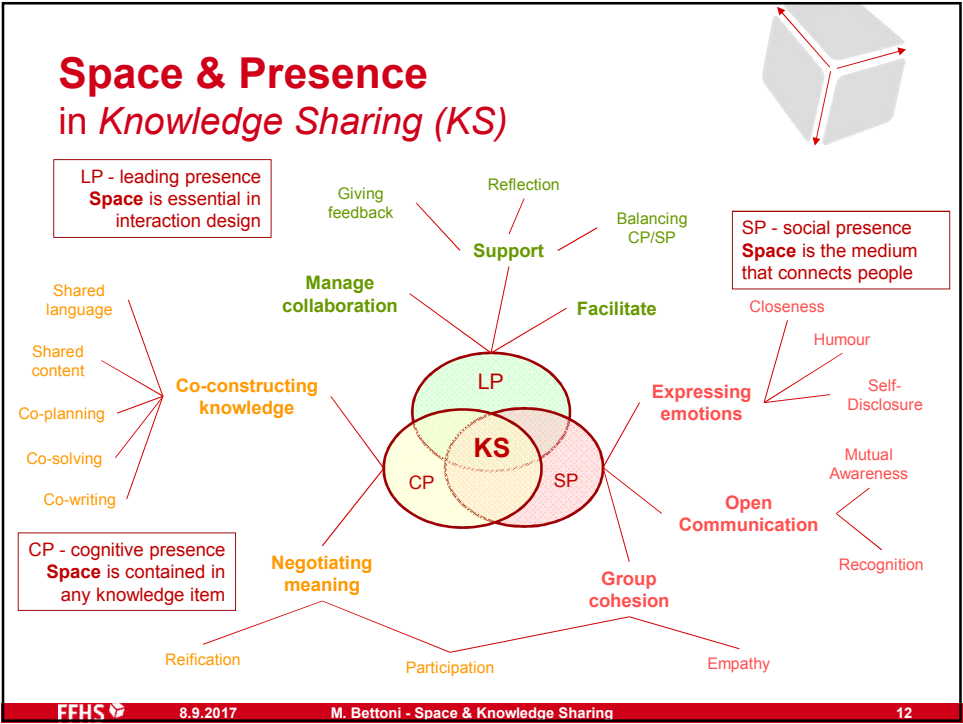 Space & Presence
in Knowledge Sharing (KS)
LP - leading presence
Space is essential in
interaction design
Giving
feedback
Reflection
Balancing
CP/SP
Support
SP - social presence
Space is the medium
that connects people
Manage
collaboration
Facilitate
Shared
language
Shared
content
Co-planning
Co-solving
Co-writing
Co-constructing
knowledge
LP
KS
CP
SP
Expressing
emotions
Closeness
Humour
Self-
Disclosure
Mutual
Awareness
Open
Communication
Recognition
CP - cognitive presence
Space is contained in
any knowledge item
Negotiating
meaning
Group
cohesion
Reification
Participation
Empathy
FFHS
8.9.2017
M. Bettoni - Space & Knowledge Sharing
12